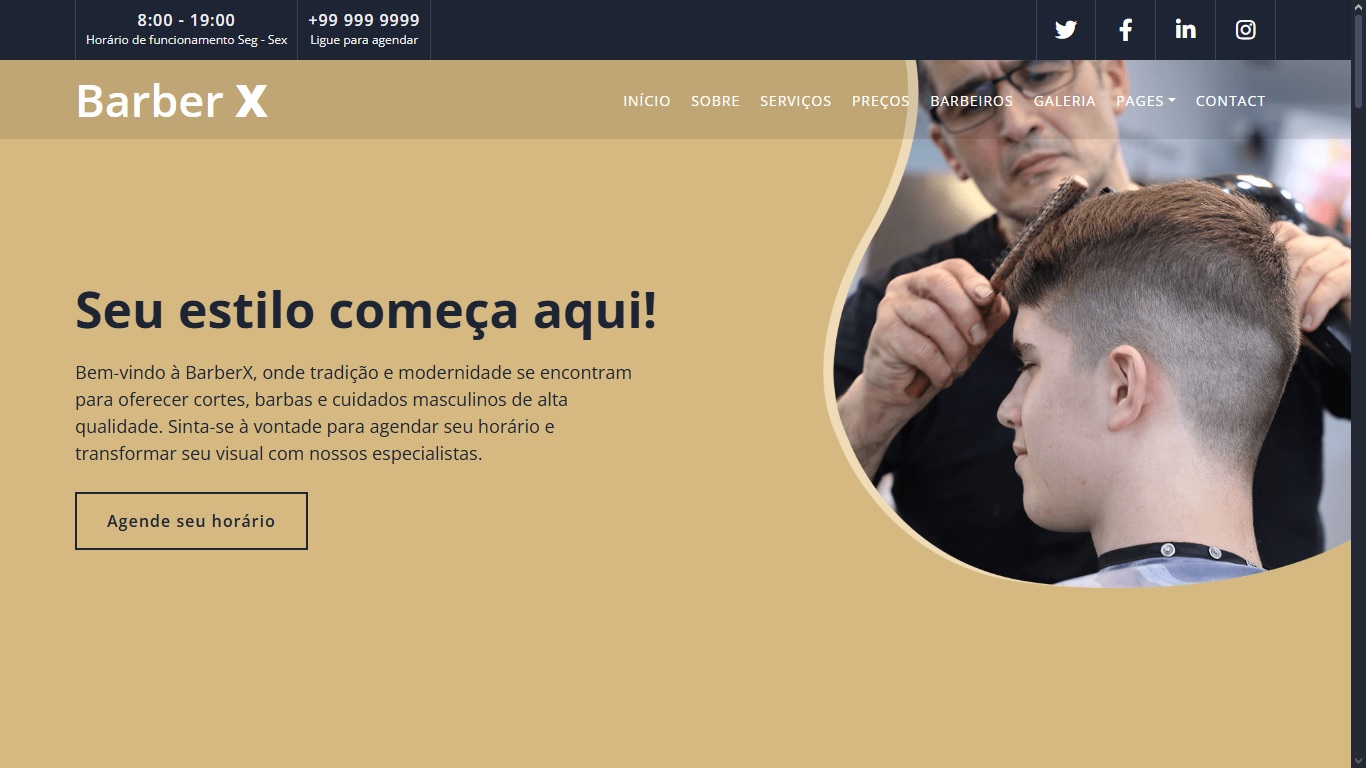 8:00 - 19:00
Horário de funcionamento Seg - Sex
+99 999 9999
Ligue para agendar
Barber X
INÍCIO SOBRE SERVIÇOS PREÇOS BARBEIROS GALERIA PAGES CONTACT
Seu estilo começa aqui!
Bem-vindo à BarberX, onde tradição e modernidade se encontram
para oferecer cortes, barbas e cuidados masculinos de alta
qualidade. Sinta-se à vontade para agendar seu horário e
transformar seu visual com nossos especialistas.
Agende seu horário